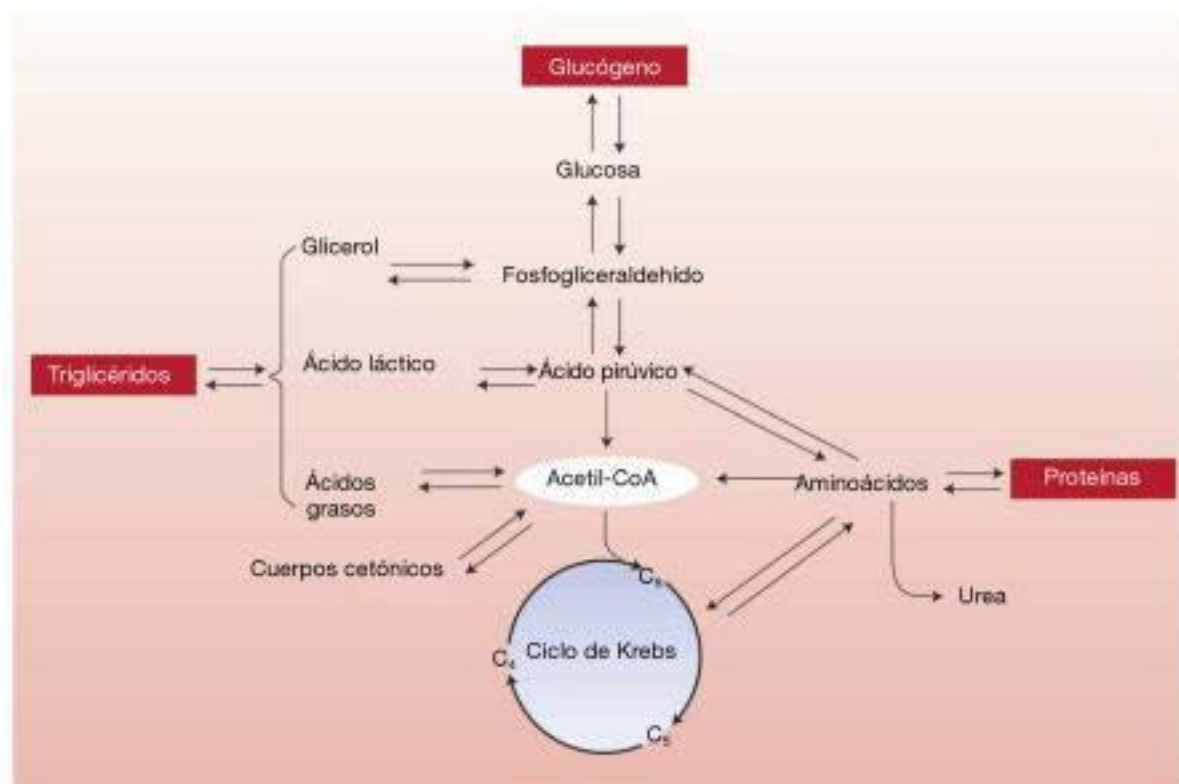 Glucógeno
Glucosa
Glicerol
Fosfogliceraldehido
Triglicéridos
Ácido láctico
Ácido pirúvico
Ácidos
grasos
Acetil-CoA
Aminoácidos
Proteínas
Cuerpos cetónicos
C₆
Urea
C₄
Ciclo de Krebs
C₅